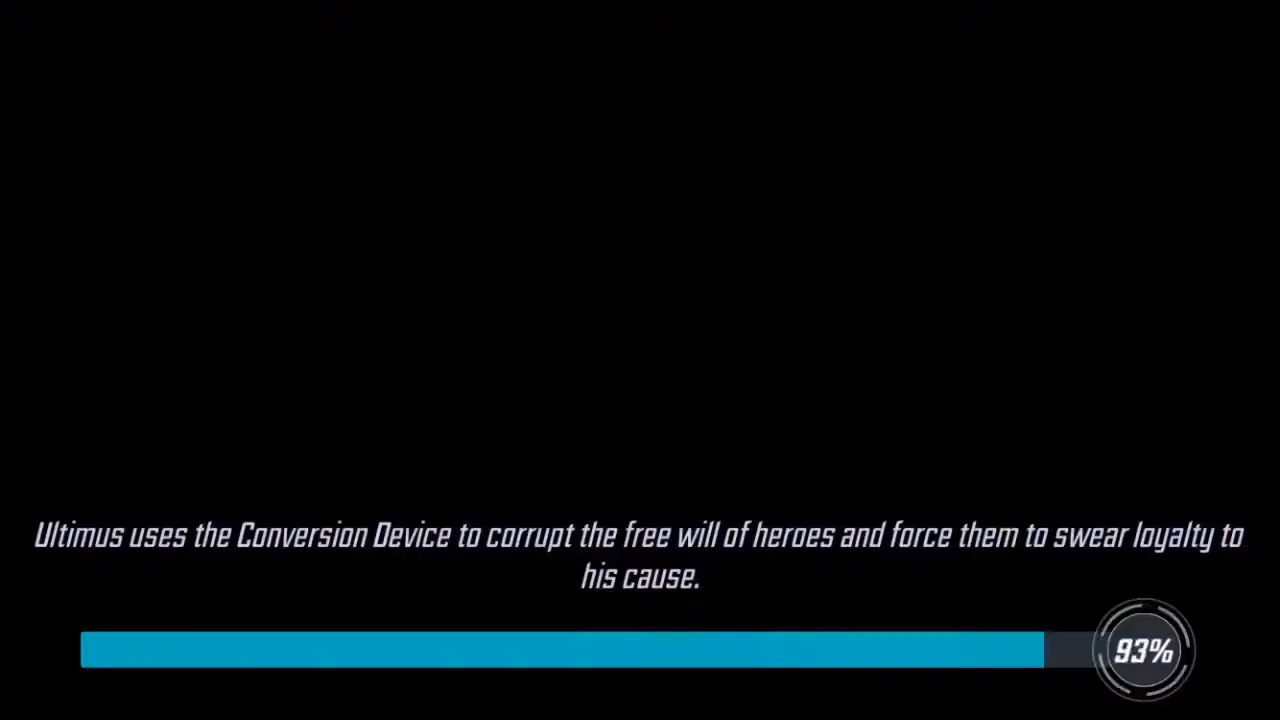 Ultimus uses the Conversion Device to corrupt the free will of heroes and force them to swear loyalty to
his cause.
93%